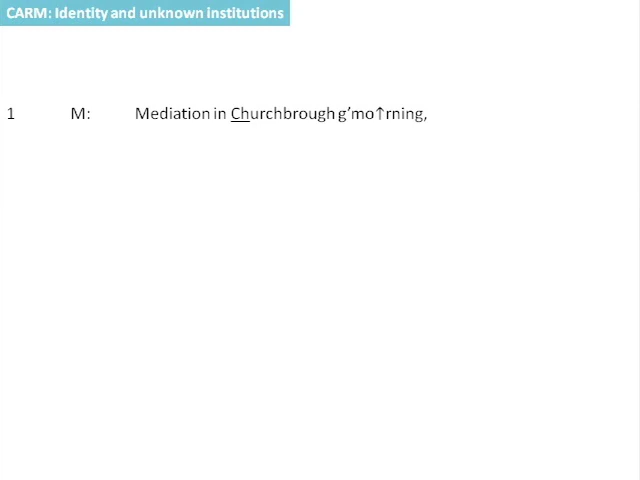 CARM: Identity and unknown institutions
1 M: Mediation in Churchbrough g’mo↑rning,